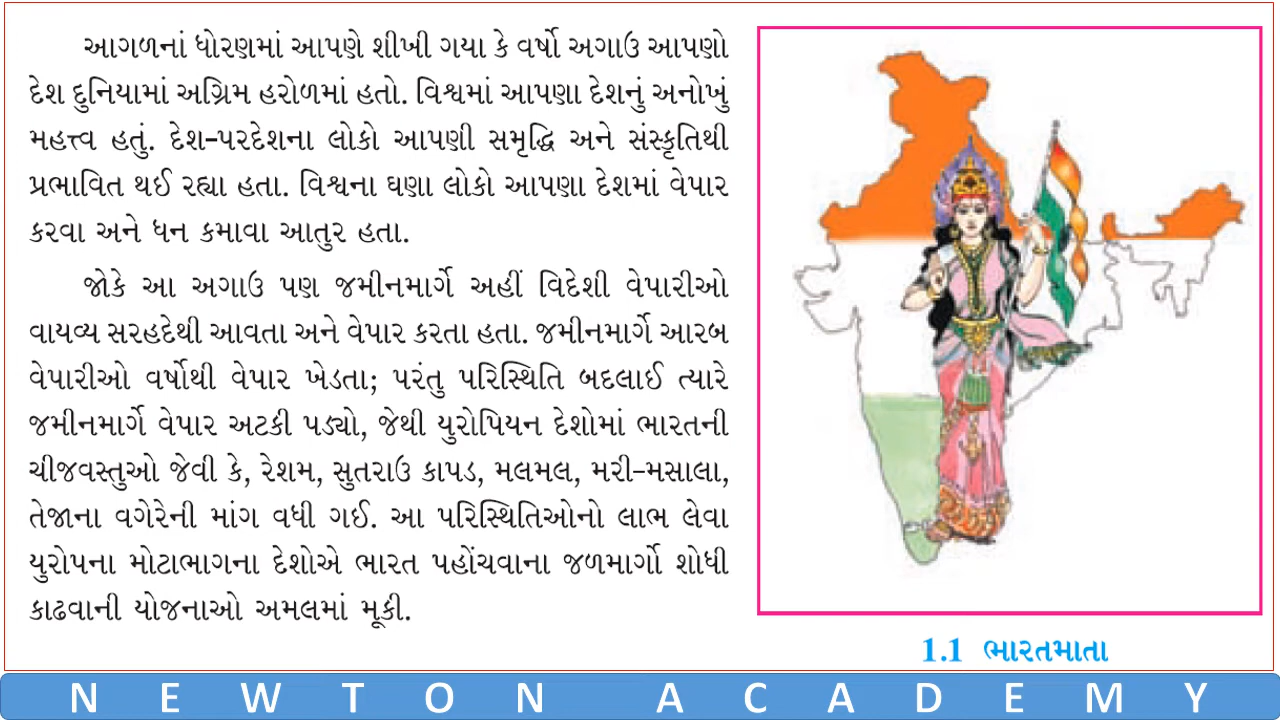 આગળનાં ધોરણમાં આપણે શીખી ગયા કે વર્ષો અગાઉ આપણો
દેશ દુનિયામાં અગ્રિમ હરોળમાં હતો. વિશ્વમાં આપણા દેશનું અનોખું
મહત્ત્વ હતું. દેશ-પરદેશના લોકો આપણી સમૃદ્ધિ અને સંસ્કૃતિથી
પ્રભાવિત થઈ રહ્યા હતા. વિશ્વના ઘણા લોકો આપણા દેશમાં વેપાર
કરવા અને ધન કમાવા આતુર હતા.
જોકે આ અગાઉ પણ જમીનમાર્ગે અહીં વિદેશી વેપારીઓ
વાયવ્ય સરહદેથી આવતા અને વેપાર કરતા હતા. જમીનમાર્ગે આરબ
વેપારીઓ વર્ષોથી વેપાર ખેડતા; પરંતુ પરિસ્થિતિ બદલાઈ ત્યારે
જમીનમાર્ગે વેપાર અટકી પડ્યો, જેથી યુરોપિયન દેશોમાં ભારતની
ચીજવસ્તુઓ જેવી કે, રેશમ, સુતરાઉ કાપડ, મલમલ, મરી-મસાલા,
તેજાના વગેરેની માંગ વધી ગઈ. આ પરિસ્થિતિઓનો લાભ લેવા
યુરોપના મોટાભાગના દેશોએ ભારત પહોંચવાના જળમાર્ગો શોધી
કાઢવાની યોજનાઓ અમલમાં મૂકી.
1.1 ભારતમાતા
NEWTON ACADEMY